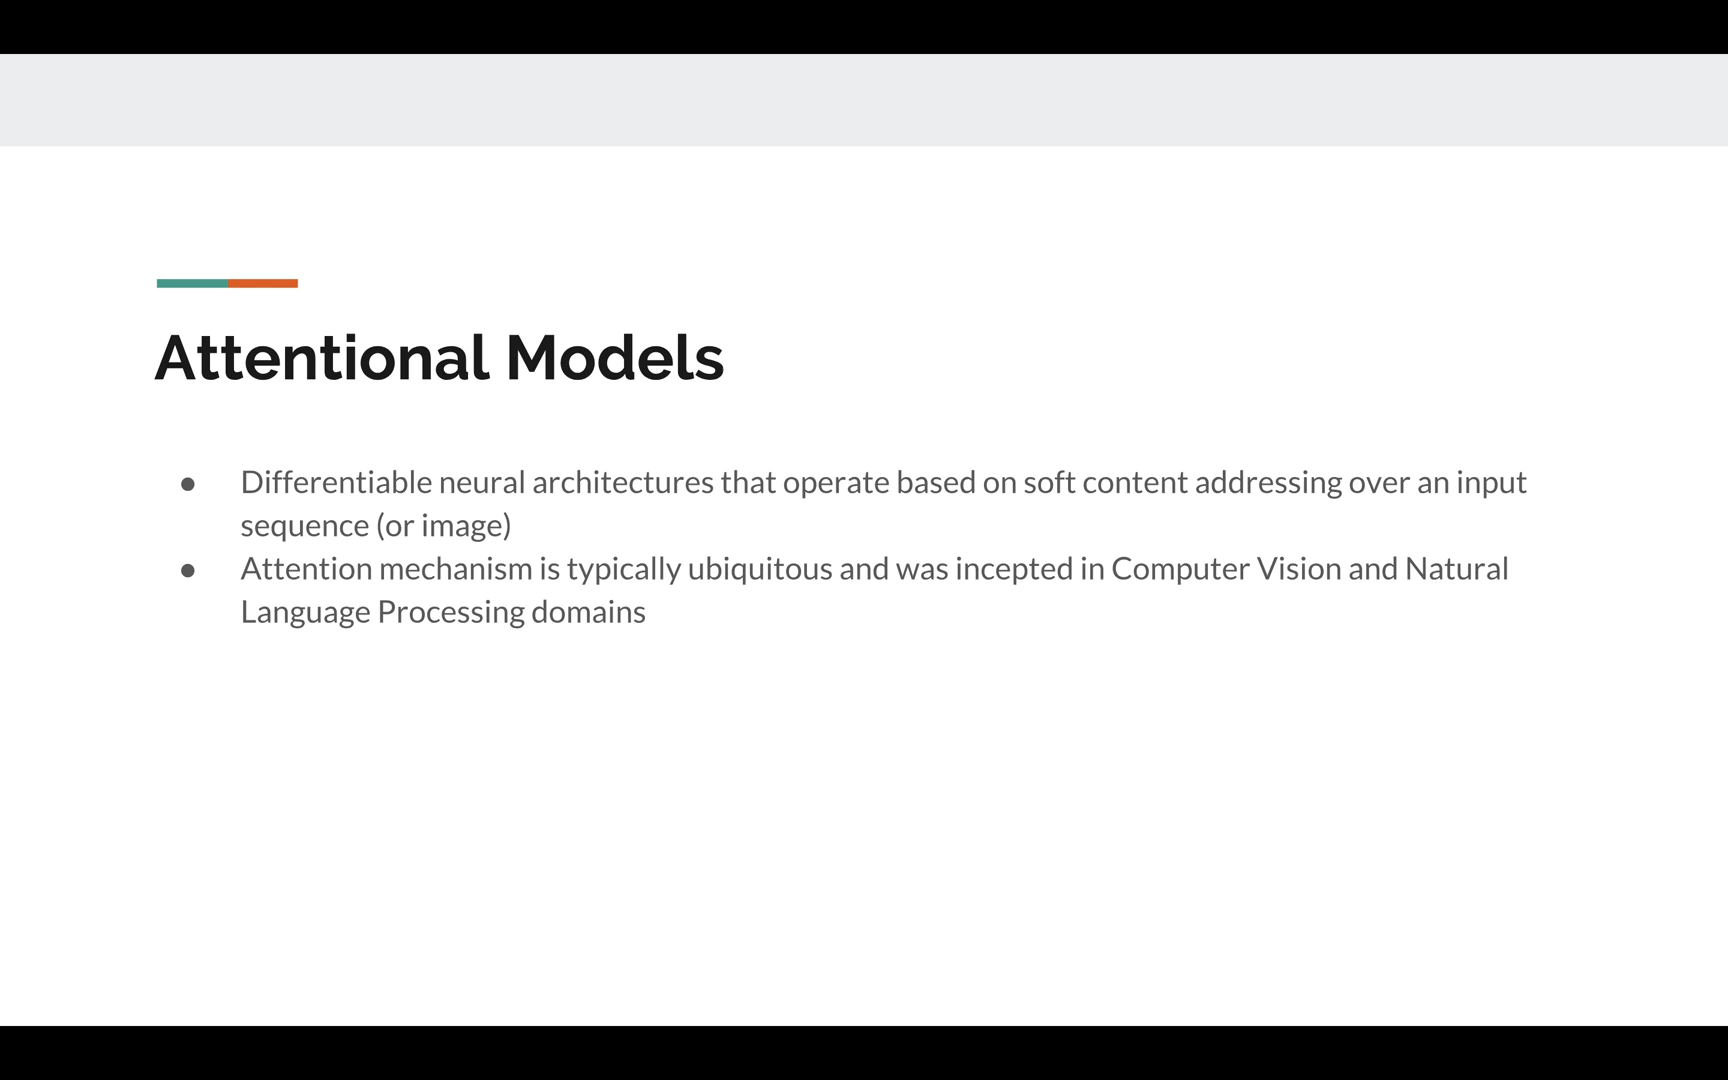 Attentional Models
● Differentiable neural architectures that operate based on soft content addressing over an input
sequence (or image)
● Attention mechanism is typically ubiquitous and was incepted in Computer Vision and Natural
Language Processing domains